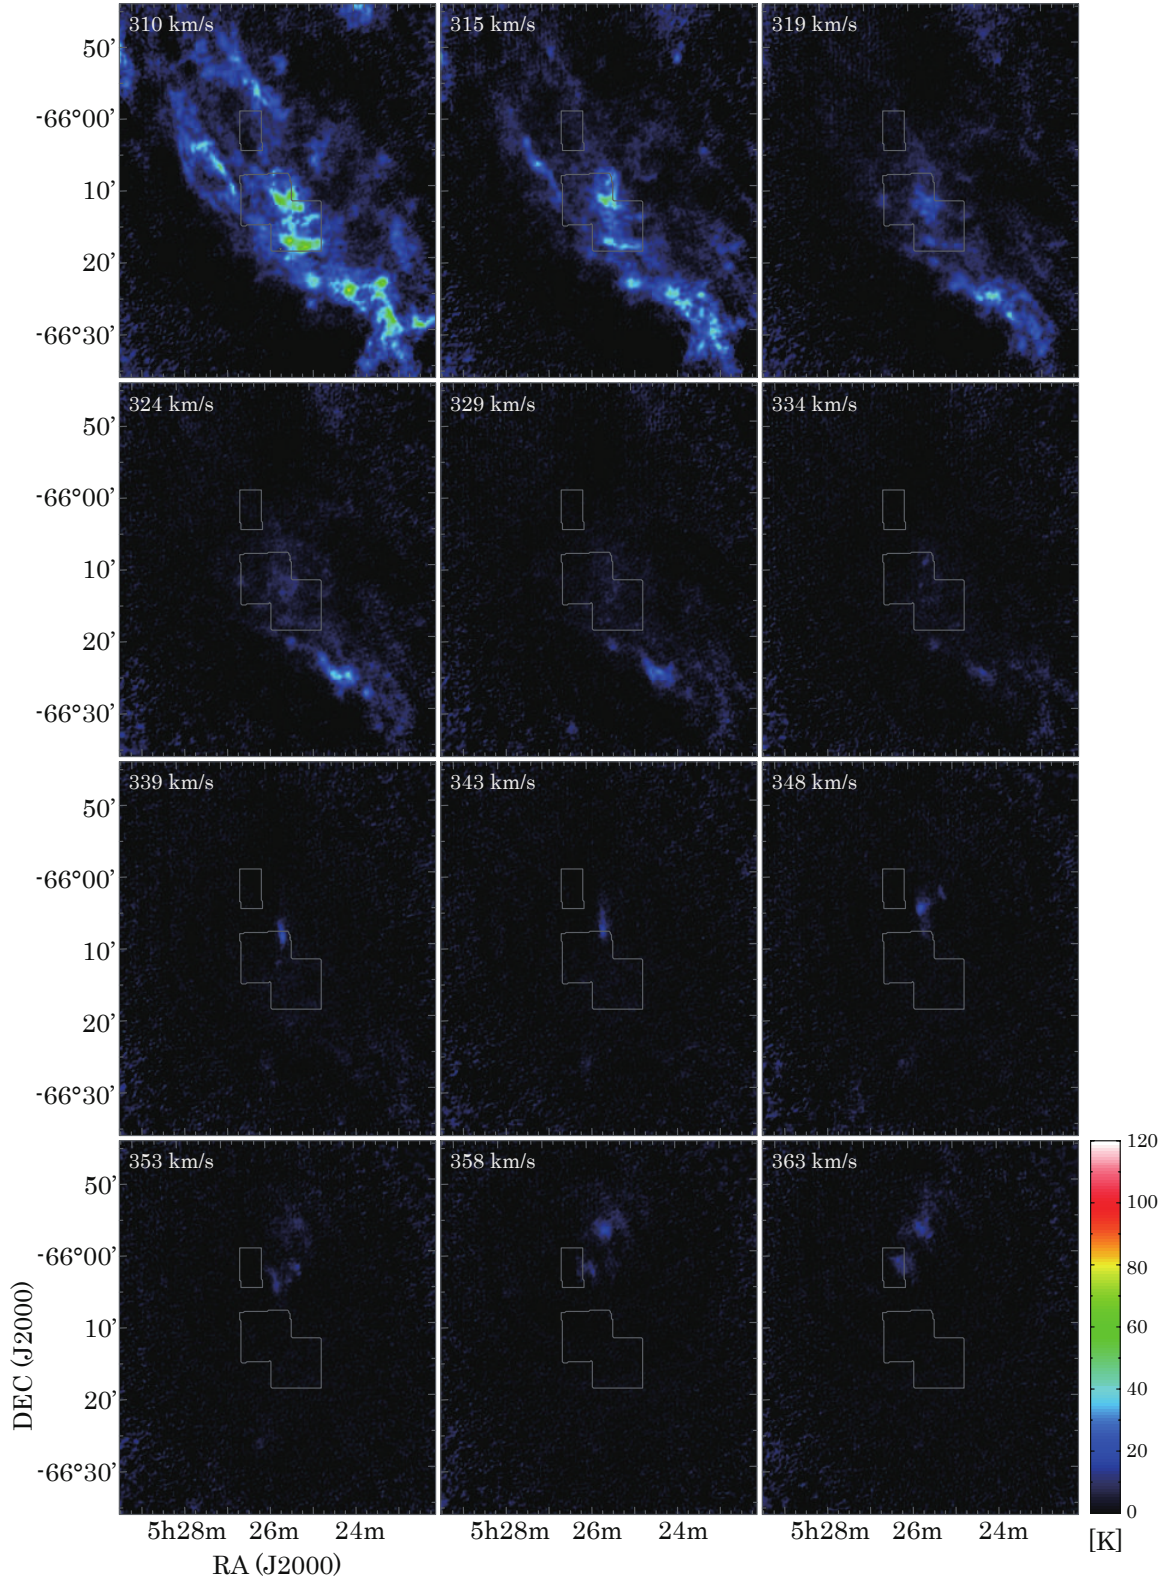 310 km/s
315 km/s
319 km/s
50'
-66°00'
10'
20'
-66°30'
324 km/s
329 km/s
334 km/s
50'
-66°00'
10'
20'
-66°30'
339 km/s
343 km/s
348 km/s
50'
-66°00'
10'
20'
-66°30'
353 km/s
358 km/s
363 km/s
50'
-66°00'
10'
20'
-66°30'
DEC (J2000)
120
100
80
60
40
20
0
[K]
5h28m 26m 24m
5h28m 26m 24m
5h28m 26m 24m
RA (J2000)